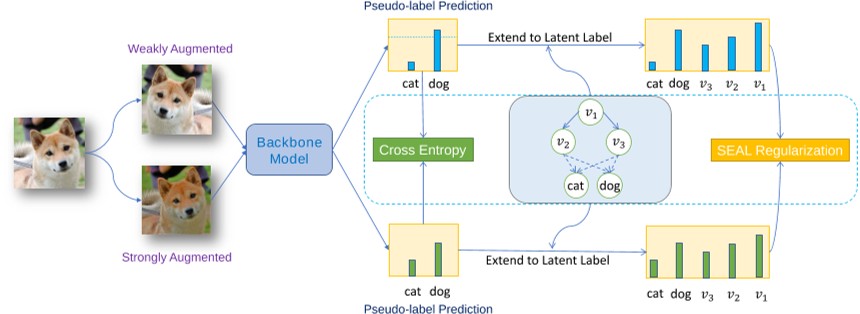 Pseudo-label Prediction
Weakly Augmented
Extend to Latent Label
cat dog
cat dog v₃ v₂ v₁
Backbone
Model
Cross Entropy
v₁
v₂ v₃
cat dog
SEAL Regularization
Strongly Augmented
Extend to Latent Label
cat dog
cat dog v₃ v₂ v₁
Pseudo-label Prediction